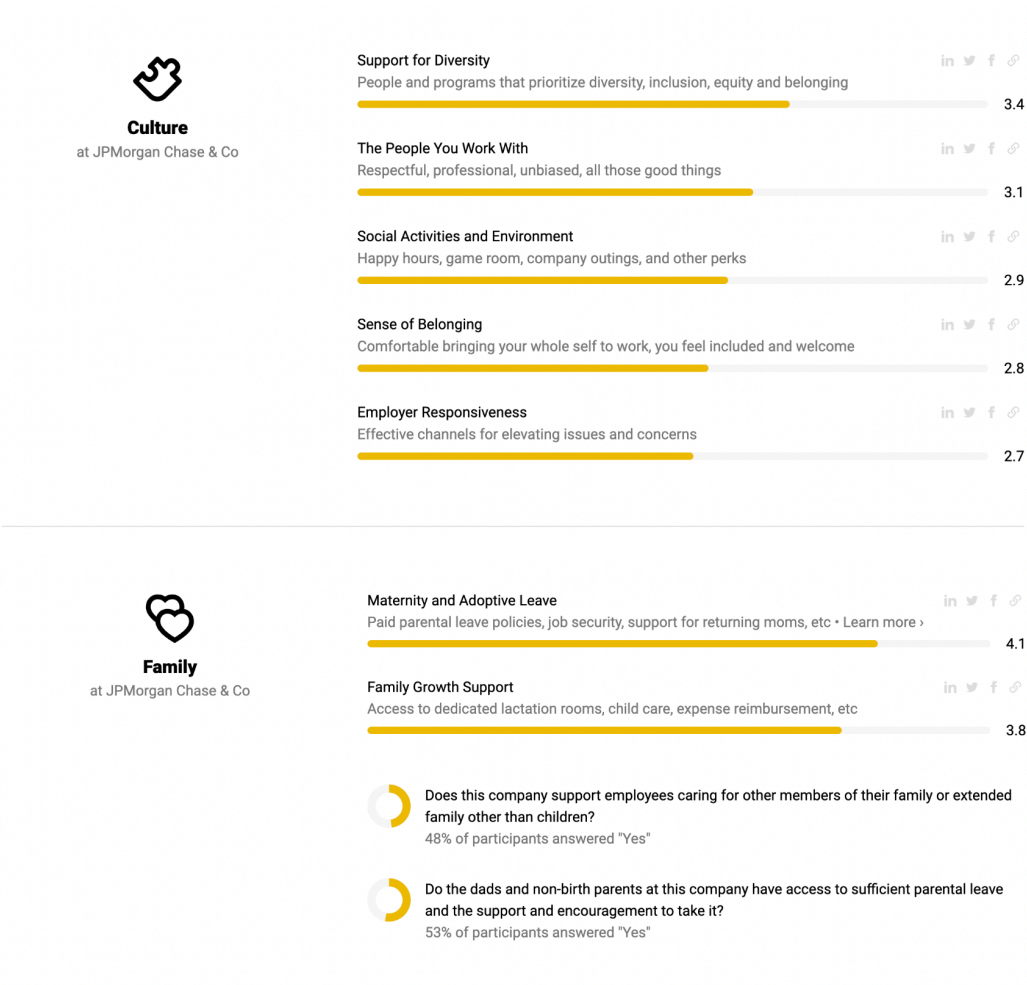 Culture
at JPMorgan Chase & Co
Support for Diversity
People and programs that prioritize diversity, inclusion, equity and belonging
3.4
The People You Work With
Respectful, professional, unbiased, all those good things
3.1
Social Activities and Environment
Happy hours, game room, company outings, and other perks
2.9
Sense of Belonging
Comfortable bringing your whole self to work, you feel included and welcome
2.8
Employer Responsiveness
Effective channels for elevating issues and concerns
2.7
Family
at JPMorgan Chase & Co
Maternity and Adoptive Leave
Paid parental leave policies, job security, support for returning moms, etc • Learn more ›
4.1
Family Growth Support
Access to dedicated lactation rooms, child care, expense reimbursement, etc
3.8
Does this company support employees caring for other members of their family or extended
family other than children?
48% of participants answered "Yes"
Do the dads and non-birth parents at this company have access to sufficient parental leave
and the support and encouragement to take it?
53% of participants answered "Yes"